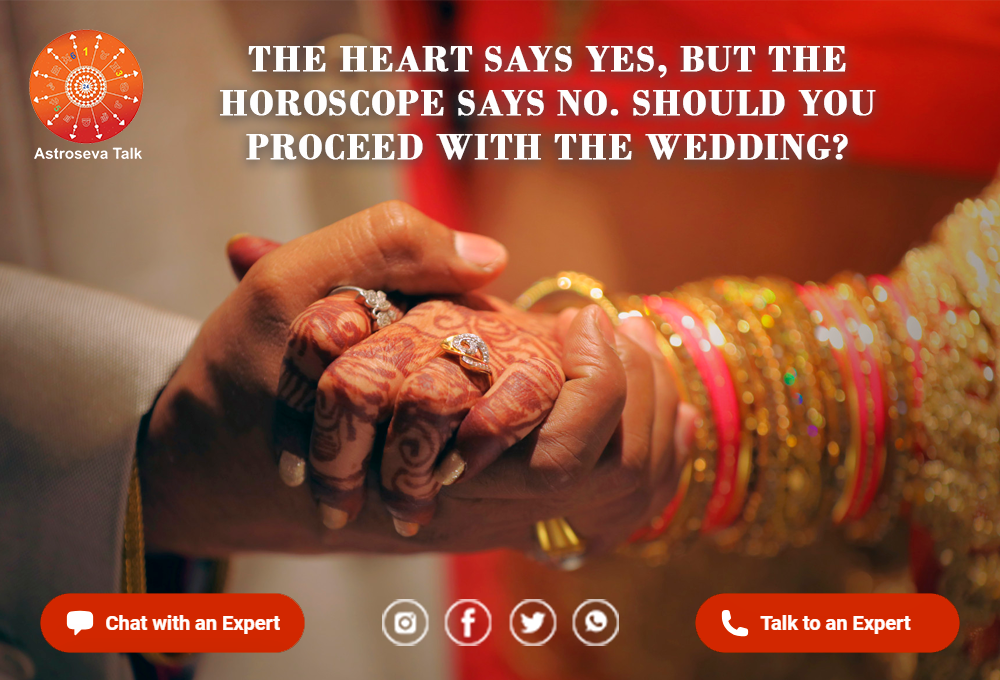 THE HEART SAYS YES, BUT THE
HOROSCOPE SAYS NO. SHOULD YOU
PROCEED WITH THE WEDDING?
Astroseva Talk
Chat with an Expert
Talk to an Expert